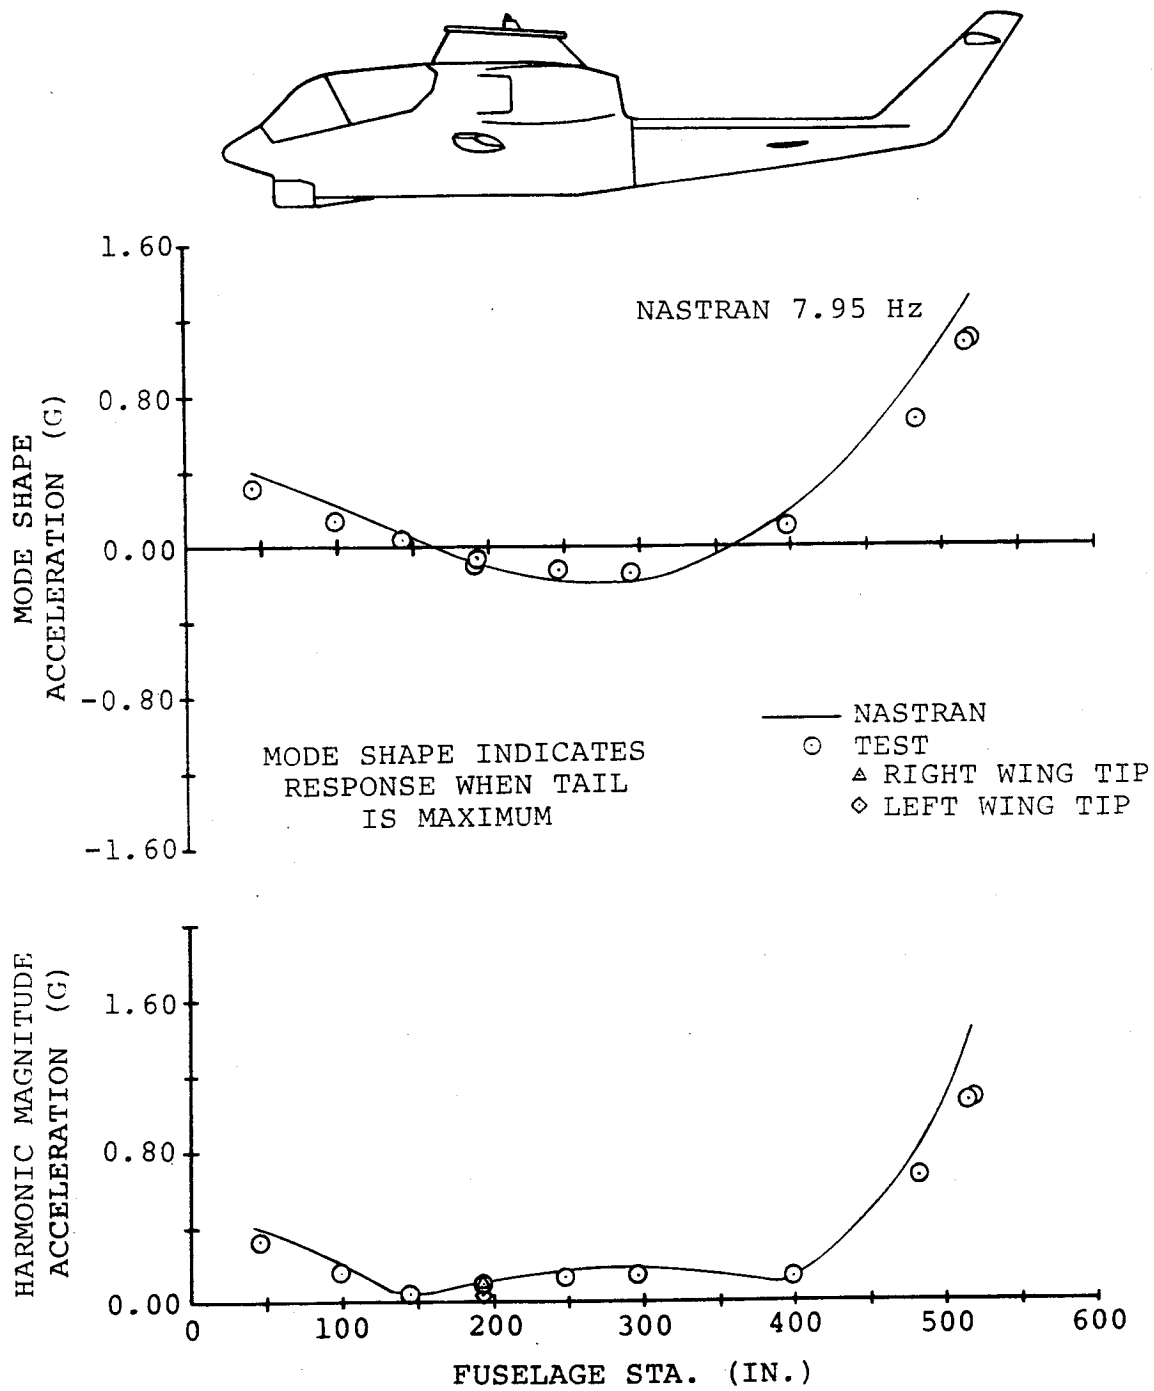 1.60
NASTRAN 7.95 Hz
0.80
MODE SHAPE
ACCELERATION (G)
0.00
-0.80
NASTRAN
TEST
RIGHT WING TIP
LEFT WING TIP
MODE SHAPE INDICATES
RESPONSE WHEN TAIL
IS MAXIMUM
-1.60
HARMONIC MAGNITUDE
ACCELERATION (G)
1.60
0.80
0.00
0 100 200 300 400 500 600
FUSELAGE STA. (IN.)